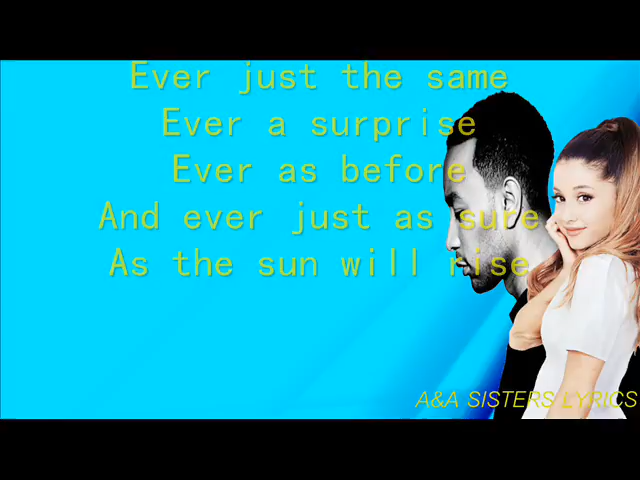 Ever just the same
Ever a surprise
Ever as before
And ever just as sure
As the sun will rise
A&A SISTERS LYRICS